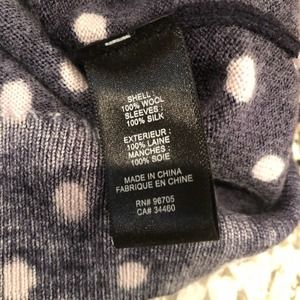 SHELL :
100% WOOL
SLEEVES :
100% SILK
EXTERIEUR :
100% LAINE
MANCHES :
100% SOIE
MADE IN CHINA
FABRIQUE EN CHINE
RN# 96705
CA# 34460